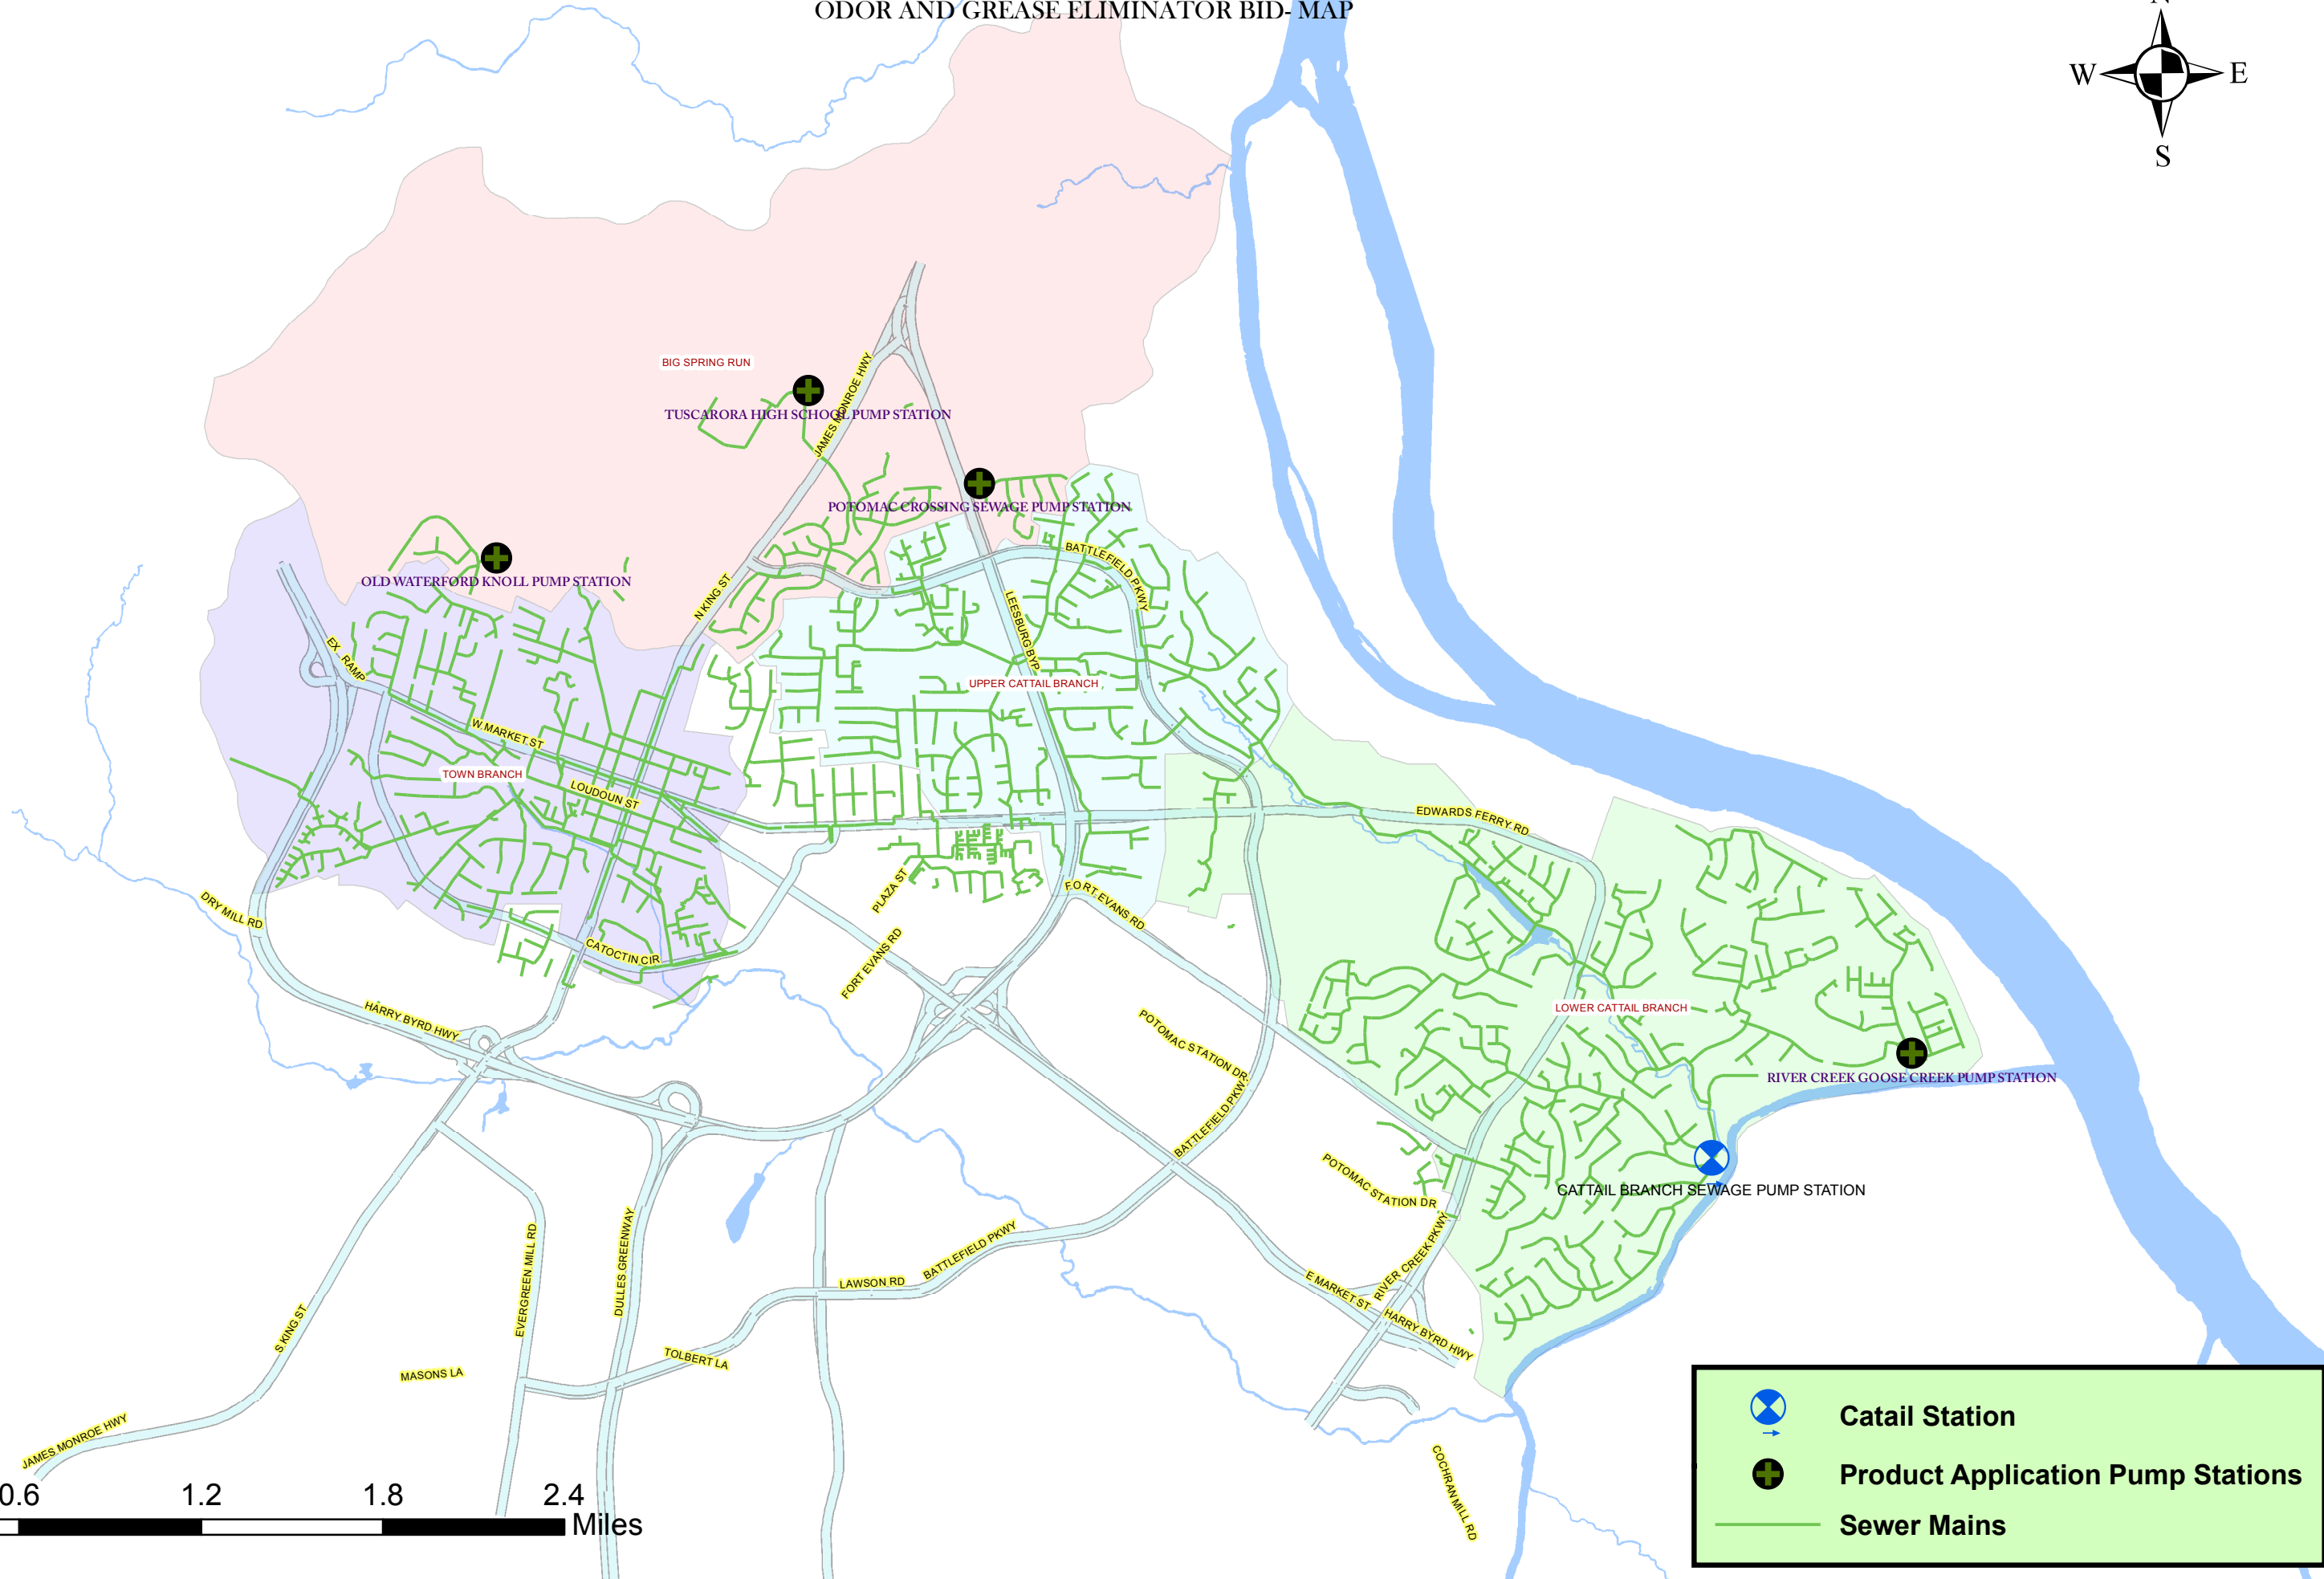 ODOR AND GREASE ELIMINATOR BID- MAP
N
W
E
S
BIG SPRING RUN
JAMES MONROE HWY
TUSCARORA HIGH SCHOOL PUMP STATION
POTOMAC CROSSING SEWAGE PUMP STATION
BATTLEFIELD PKWY
OLD WATERFORD KNOLL PUMP STATION
N KING ST
LEESBURG BYP
EX RAMP
UPPER CATTAIL BRANCH
W MARKET ST
TOWN BRANCH
LOUDOUN ST
EDWARDS FERRY RD
PLAZA ST
FORT EVANS RD
DRY MILL RD
CATOCTIN CIR
FORT EVANS RD
HARRY BYRD HWY
LOWER CATTAIL BRANCH
POTOMAC STATION DR
RIVER CREEK GOOSE CREEK PUMP STATION
BATTLEFIELD PKWY
POTOMAC STATION DR
CATTAIL BRANCH SEWAGE PUMP STATION
EVERGREEN MILL RD
DULLES GREENWAY
BATTLEFIELD PKWY
LAWSON RD
RIVER CREEK PKWY
E MARKET ST
HARRY BYRD HWY
S KING ST
TOLBERT LA
MASONS LA
JAMES MONROE HWY
COCHRAN MILL RD
0.6 1.2 1.8 2.4
Miles
Catail Station
Product Application Pump Stations
Sewer Mains